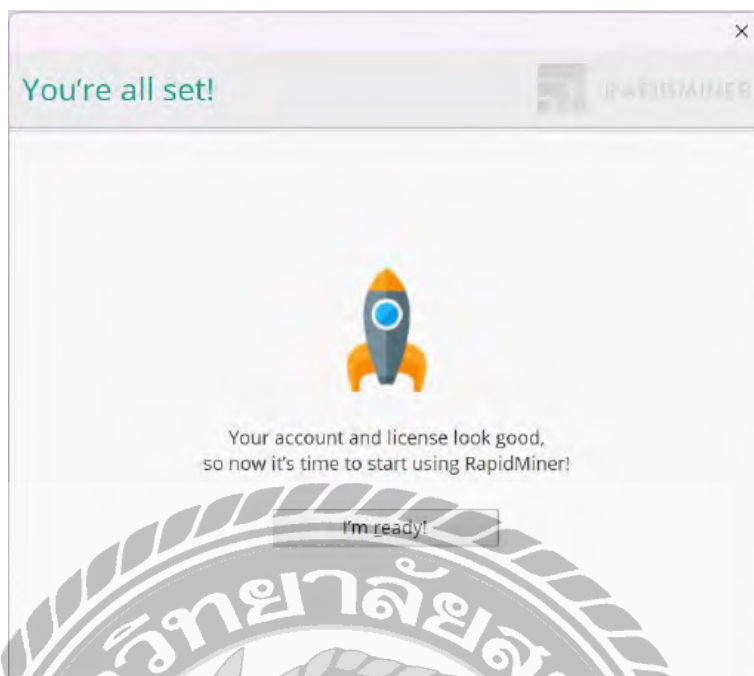 You're all set!
RAPIDMINER
Your account and license look good,
so now it's time to start using RapidMiner!
I'm ready!